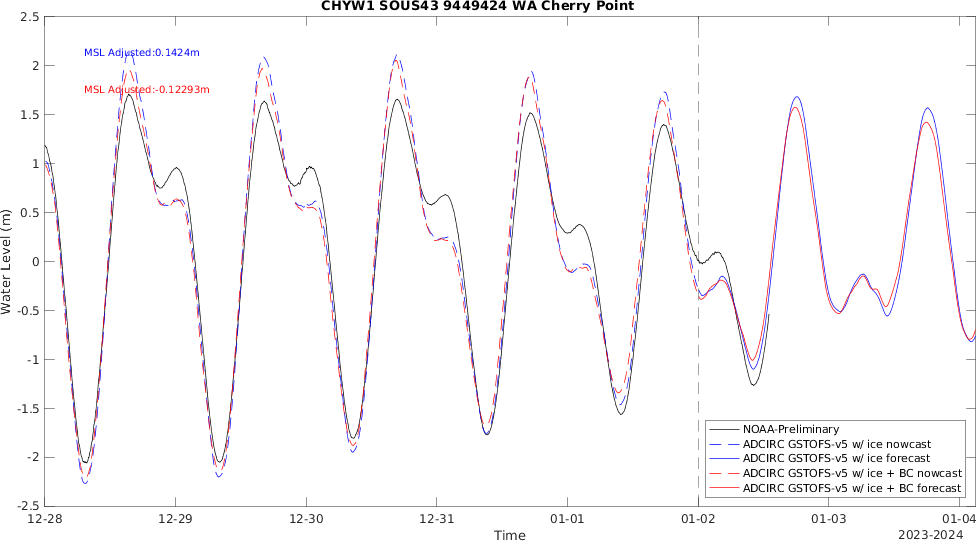 CHYW1 SOUS43 9449424 WA Cherry Point
MSL Adjusted:0.1424m
MSL Adjusted:-0.12293m
Water Level (m)
2.5
2
1.5
1
0.5
0
-0.5
-1
-1.5
-2
-2.5
NOAA-Preliminary
ADCIRC GSTOFS-v5 w/ ice nowcast
ADCIRC GSTOFS-v5 w/ ice forecast
ADCIRC GSTOFS-v5 w/ ice + BC nowcast
ADCIRC GSTOFS-v5 w/ ice + BC forecast
12-28 12-29 12-30 12-31 01-01 01-02 01-03 01-04
Time
2023-2024